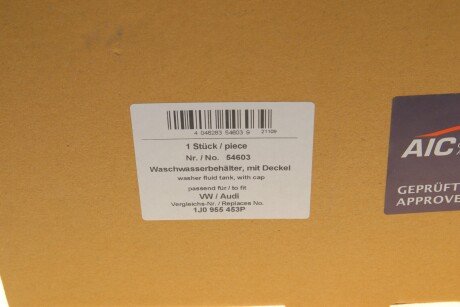 4 046283 54603 9
21109
1 Stück / piece
Nr. / No. 54603
Waschwasserbehälter, mit Deckel
washer fluid tank, with cap
passend für / to fit
VW / Audi
Vergleichs-Nr. / Replaces No.
1J0 955 453P
AIC
GEPRÜFT
APPROVE